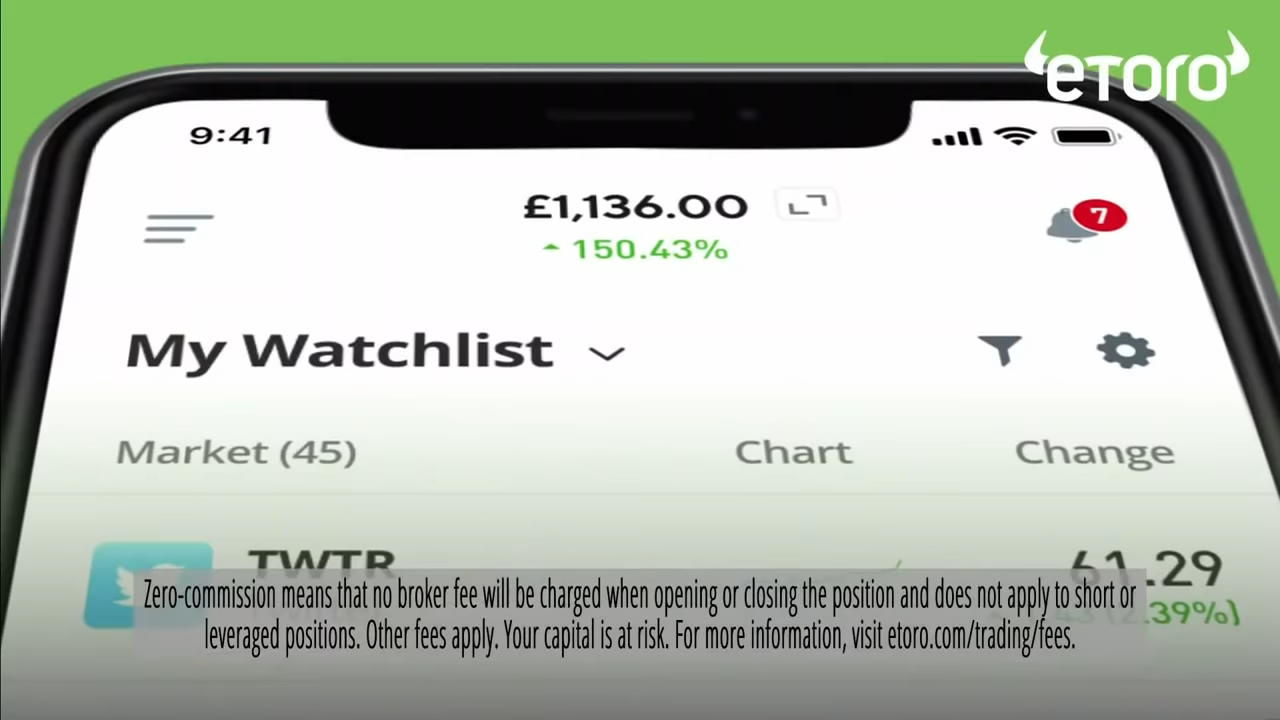 eToro
9:41
£1,136.00
150.43%
7
My Watchlist
Market (45)
Chart
Change
TWTR
61.29
39%)
Zero-commission means that no broker fee will be charged when opening or closing the position and does not apply to short or
leveraged positions. Other fees apply. Your capital is at risk. For more information, visit etoro.com/trading/fees.